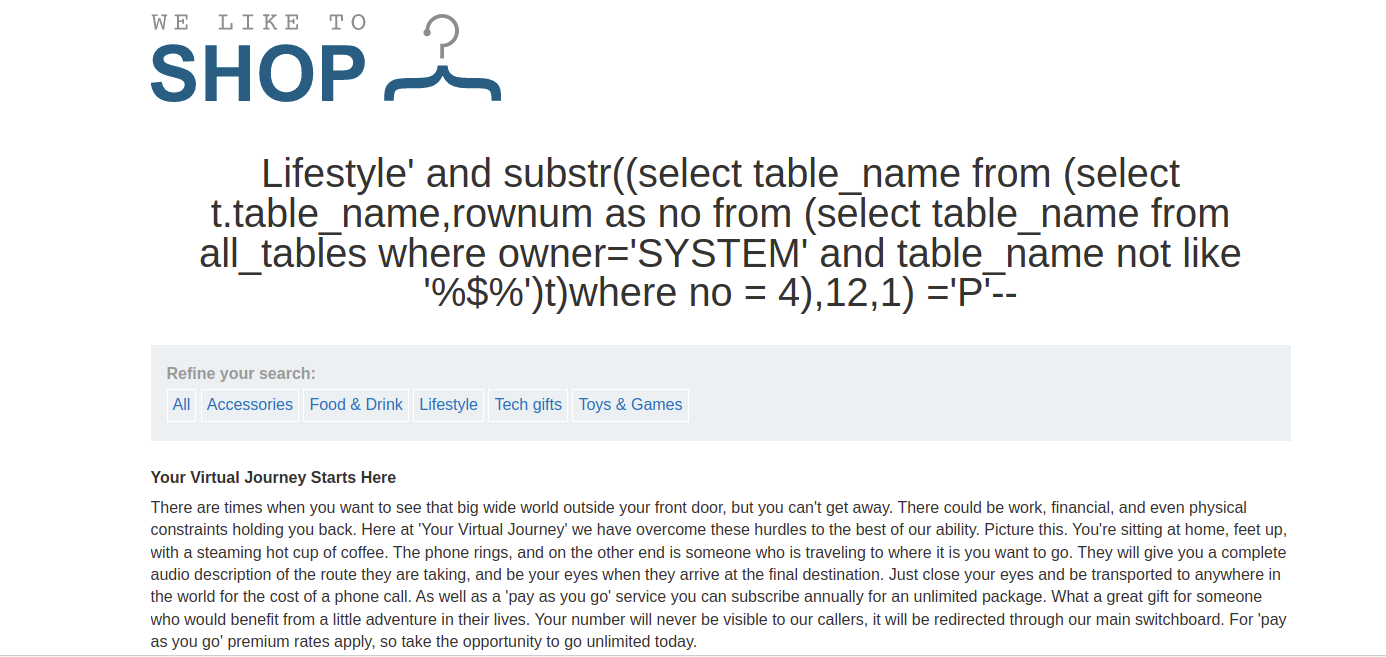 WE LIKE TO
SHOP
Lifestyle' and substr((select table_name from (select
t.table_name,rownum as no from (select table_name from
all_tables where owner='SYSTEM' and table_name not like
'%$%')t)where no = 4),12,1) ='P'--
Refine your search:
All Accessories Food & Drink Lifestyle Tech gifts Toys & Games
Your Virtual Journey Starts Here
There are times when you want to see that big wide world outside your front door, but you can't get away. There could be work, financial, and even physical
constraints holding you back. Here at 'Your Virtual Journey' we have overcome these hurdles to the best of our ability. Picture this. You're sitting at home, feet up,
with a steaming hot cup of coffee. The phone rings, and on the other end is someone who is traveling to where it is you want to go. They will give you a complete
audio description of the route they are taking, and be your eyes when they arrive at the final destination. Just close your eyes and be transported to anywhere in
the world for the cost of a phone call. As well as a 'pay as you go' service you can subscribe annually for an unlimited package. What a great gift for someone
who would benefit from a little adventure in their lives. Your number will never be visible to our callers, it will be redirected through our main switchboard. For 'pay
as you go' premium rates apply, so take the opportunity to go unlimited today.